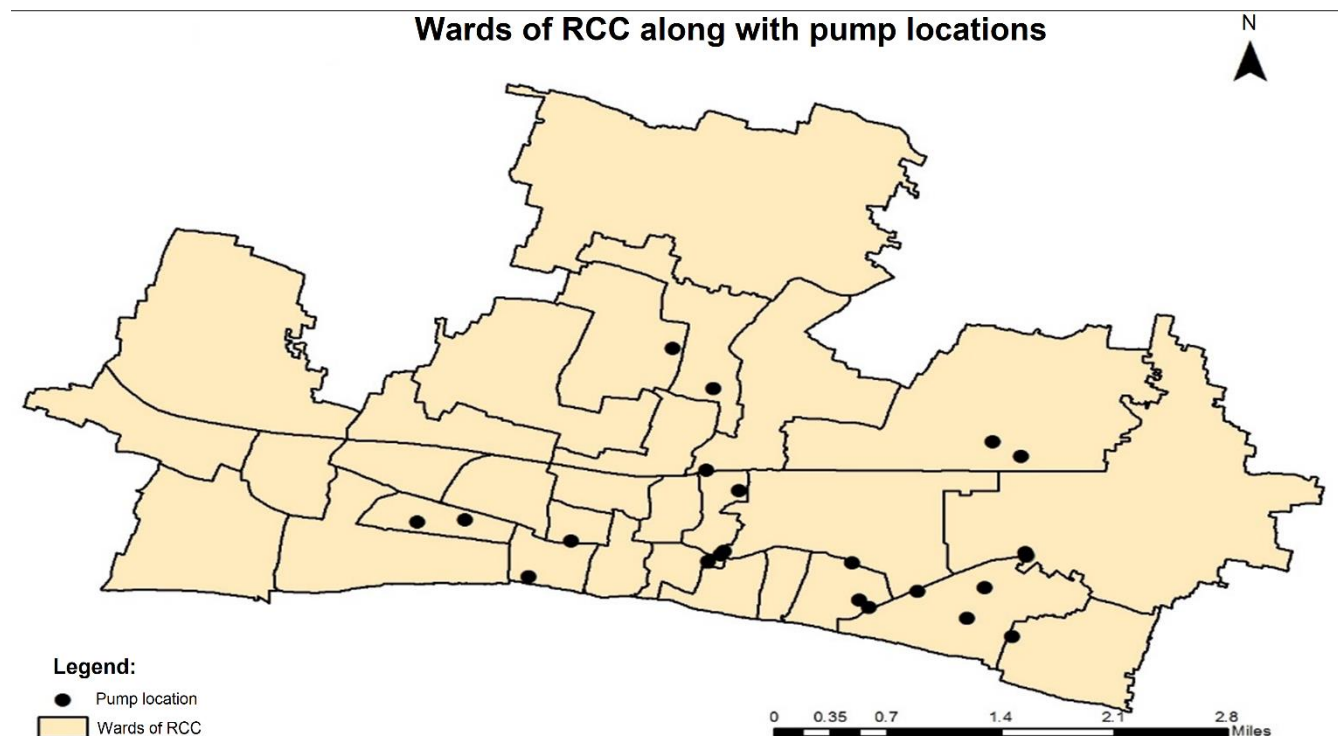 Wards of RCC along with pump locations
N
Legend:
Pump location
Wards of RCC
0 0.35 0.7 1.4 2.1 2.8
Miles